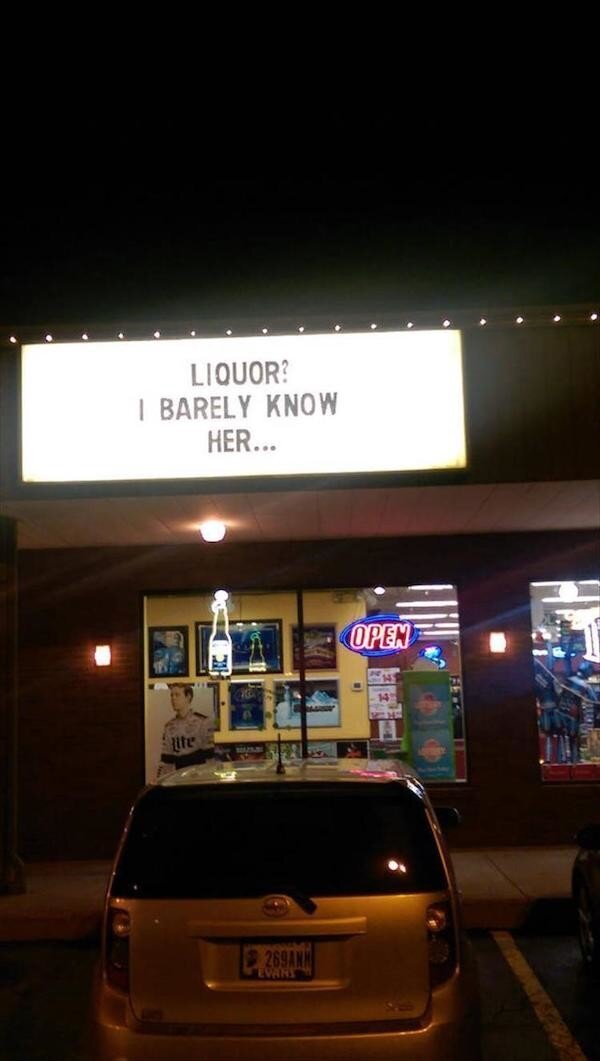 LIQUOR?
I BARELY KNOW
HER...
OPEN
lite
269ANN
EVANS